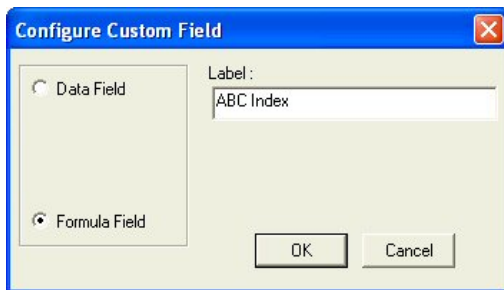 Configure Custom Field
Data Field
Label :
ABC Index
Formula Field
OK
Cancel